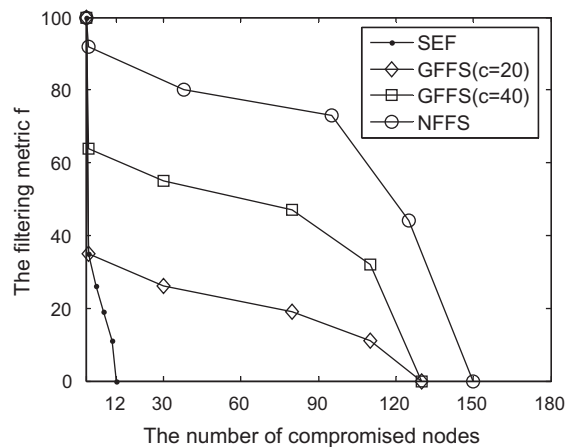 The filtering metric f
100
80
60
40
20
0
SEF
GFFS(c=20)
GFFS(c=40)
NFFS
12 30 60 90 120 150 180
The number of compromised nodes